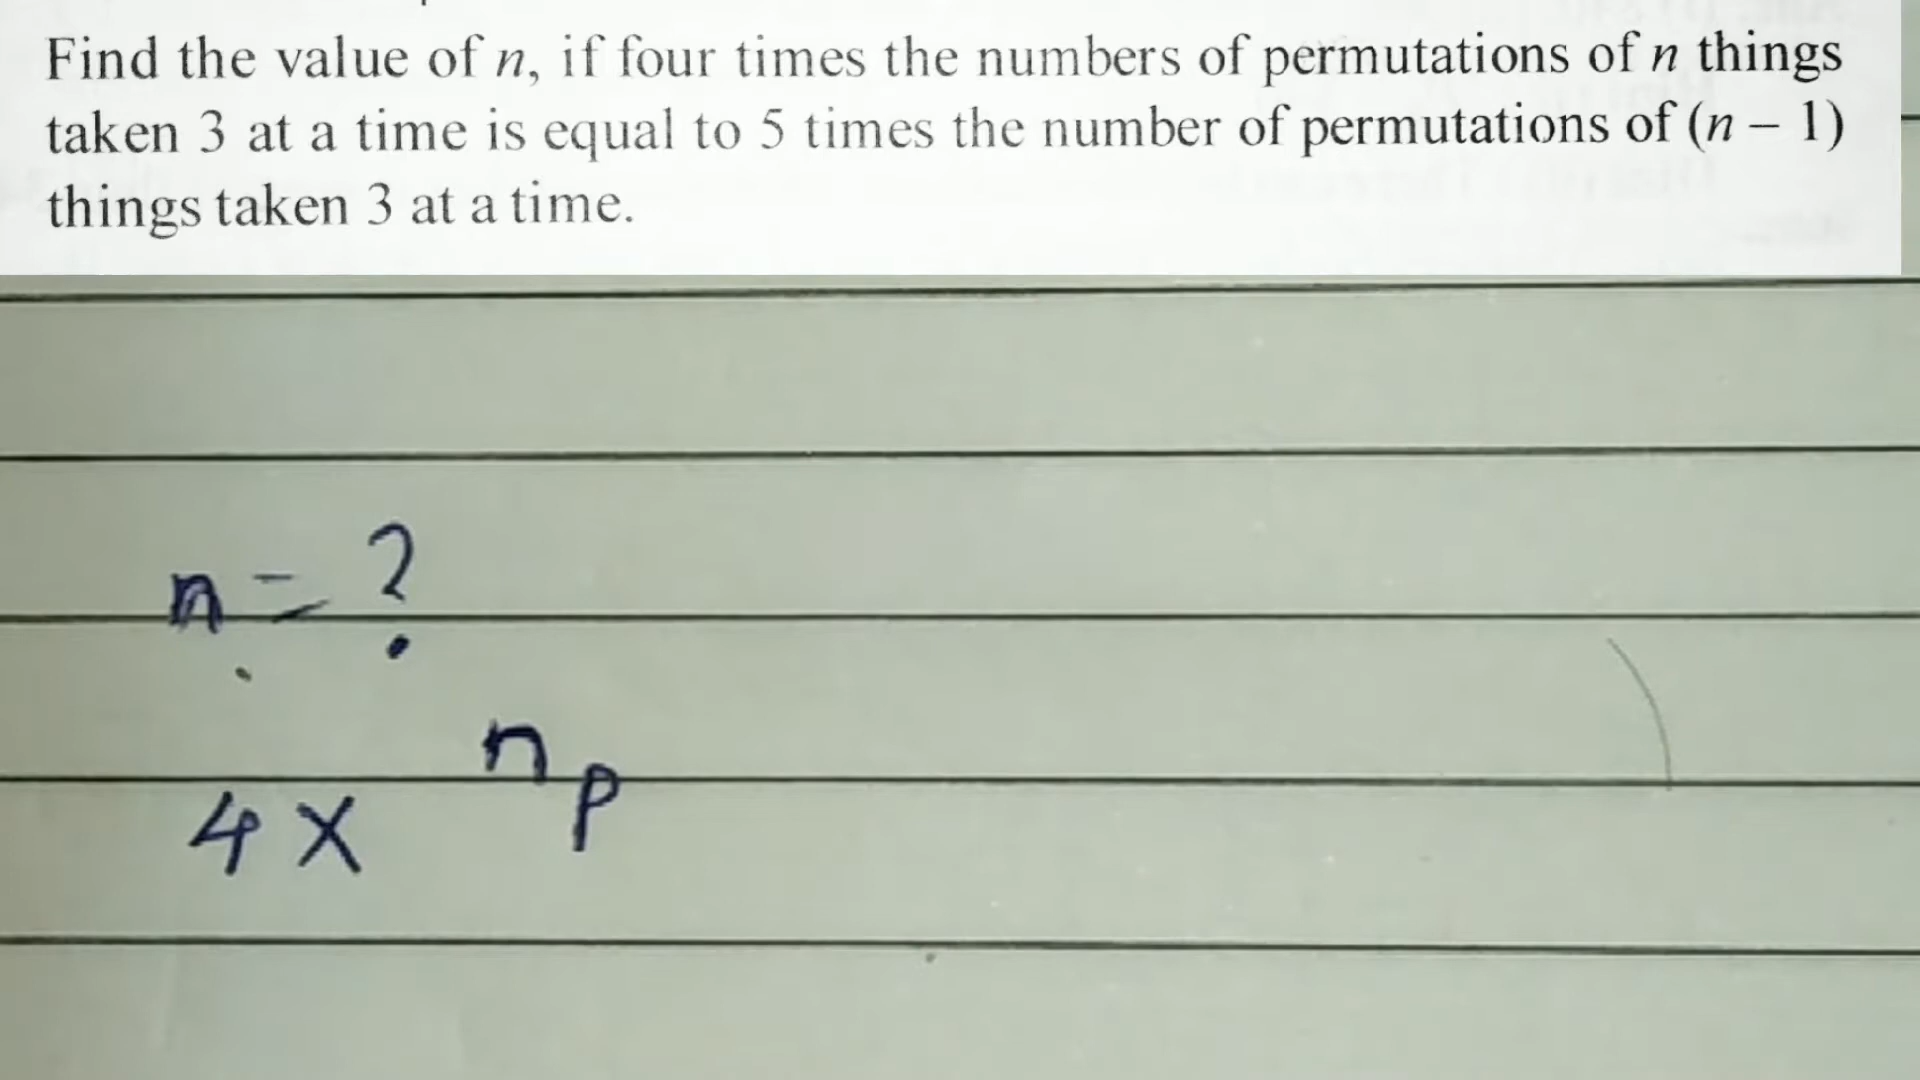 Find the value of n, if four times the numbers of permutations of n things
taken 3 at a time is equal to 5 times the number of permutations of (n – 1)
things taken 3 at a time.
n = ?
4 × n p